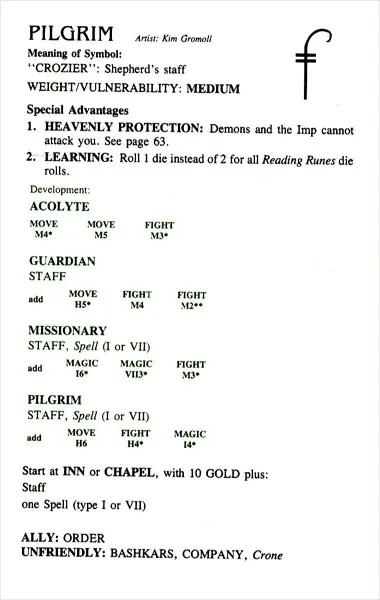 PILGRIM Artist: Kim Gromoll
Meaning of Symbol:
"CROZIER": Shepherd's staff
WEIGHT/VULNERABILITY: MEDIUM
Special Advantages
1. HEAVENLY PROTECTION: Demons and the Imp cannot
attack you. See page 63.
2. LEARNING: Roll 1 die instead of 2 for all Reading Runes die
rolls.
Development:
ACOLYTE
MOVE MOVE FIGHT
M4* M5 M3*
GUARDIAN
STAFF
add MOVE FIGHT FIGHT
H5* M4 M2**
MISSIONARY
STAFF, Spell (I or VII)
add MAGIC MAGIC FIGHT
I6* VII3* M3*
PILGRIM
STAFF, Spell (I or VII)
add MOVE FIGHT MAGIC
H6 H4* I4*
Start at INN or CHAPEL, with 10 GOLD plus:
Staff
one Spell (type I or VII)
ALLY: ORDER
UNFRIENDLY: BASHKARS, COMPANY, Crone